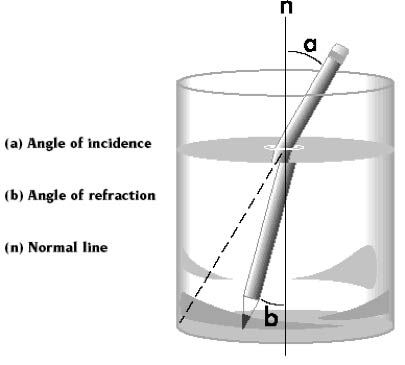 n
a
(a) Angle of incidence
(b) Angle of refraction
(n) Normal line
b